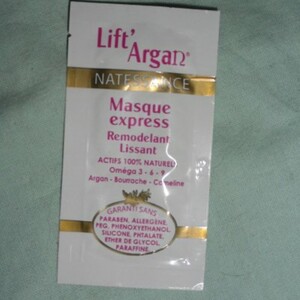 Lift'Argan®
NATESSANCE
Masque
express
Remodelant
Lissant
ACTIFS 100% NATURELS
Oméga 3 - 6 - 9
Argan - Bourrache - Cameline
GARANTI SANS
PARABEN, ALLERGENE,
PEG, PHENOXYETHANOL,
SILICONE, PHTALATE,
ETHER DE GLYCOL,
PARAFFINE.